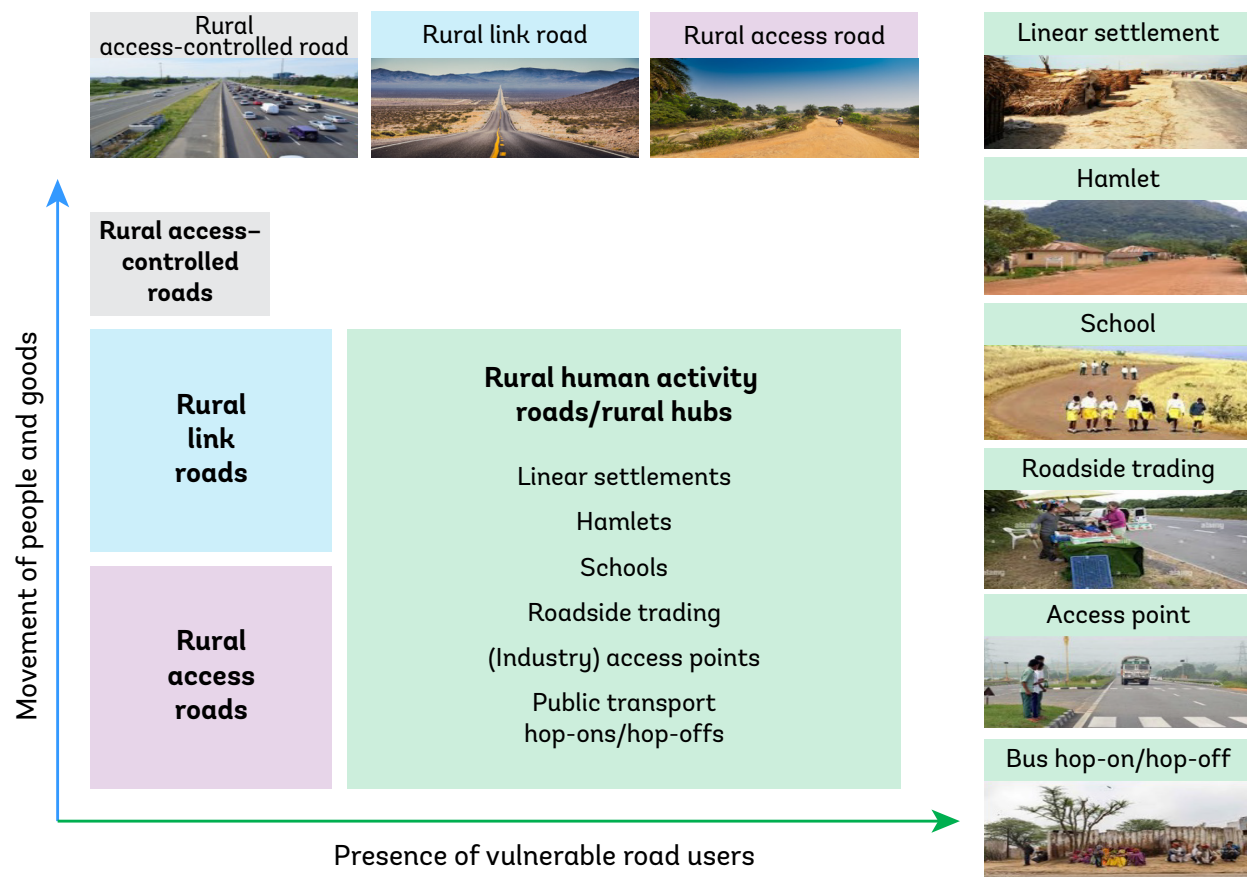 Rural
access-controlled road
Rural link road
Rural access road
Linear settlement
Hamlet
School
Roadside trading
alamy
alamy
alamy
Access point
Bus hop-on/hop-off
Movement of people and goods
Rural access–
controlled
roads
Rural
link
roads
Rural
access
roads
Rural human activity
roads/rural hubs
Linear settlements
Hamlets
Schools
Roadside trading
(Industry) access points
Public transport
hop-ons/hop-offs
Presence of vulnerable road users